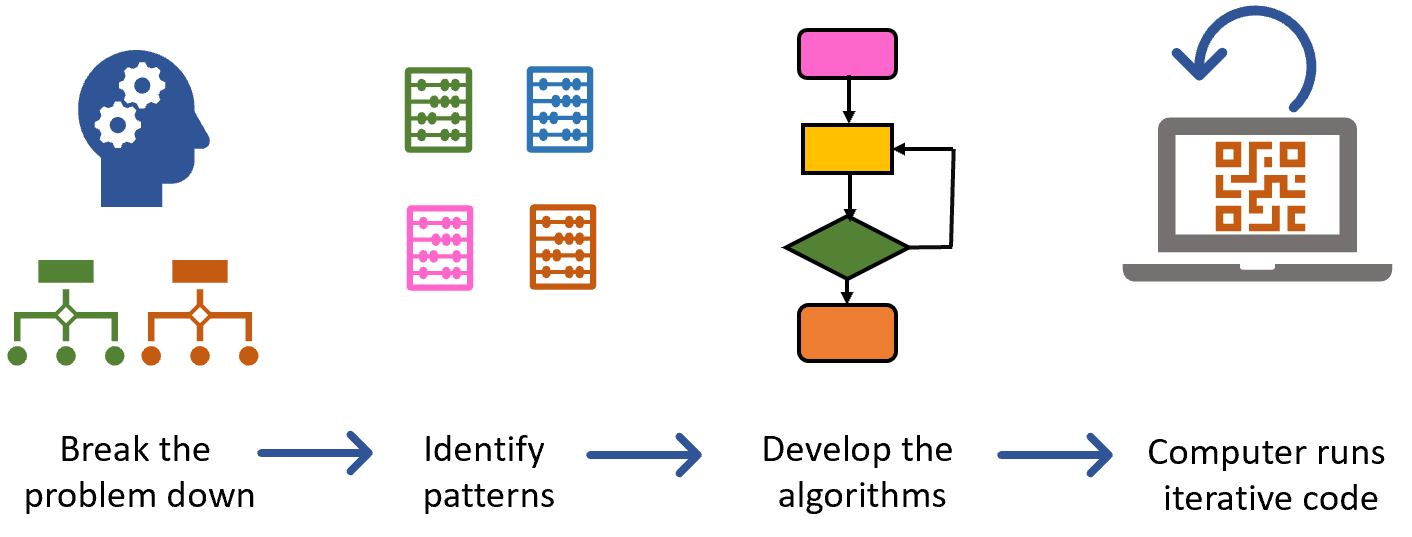 Break the
problem down
Identify
patterns
Develop the
algorithms
Computer runs
iterative code